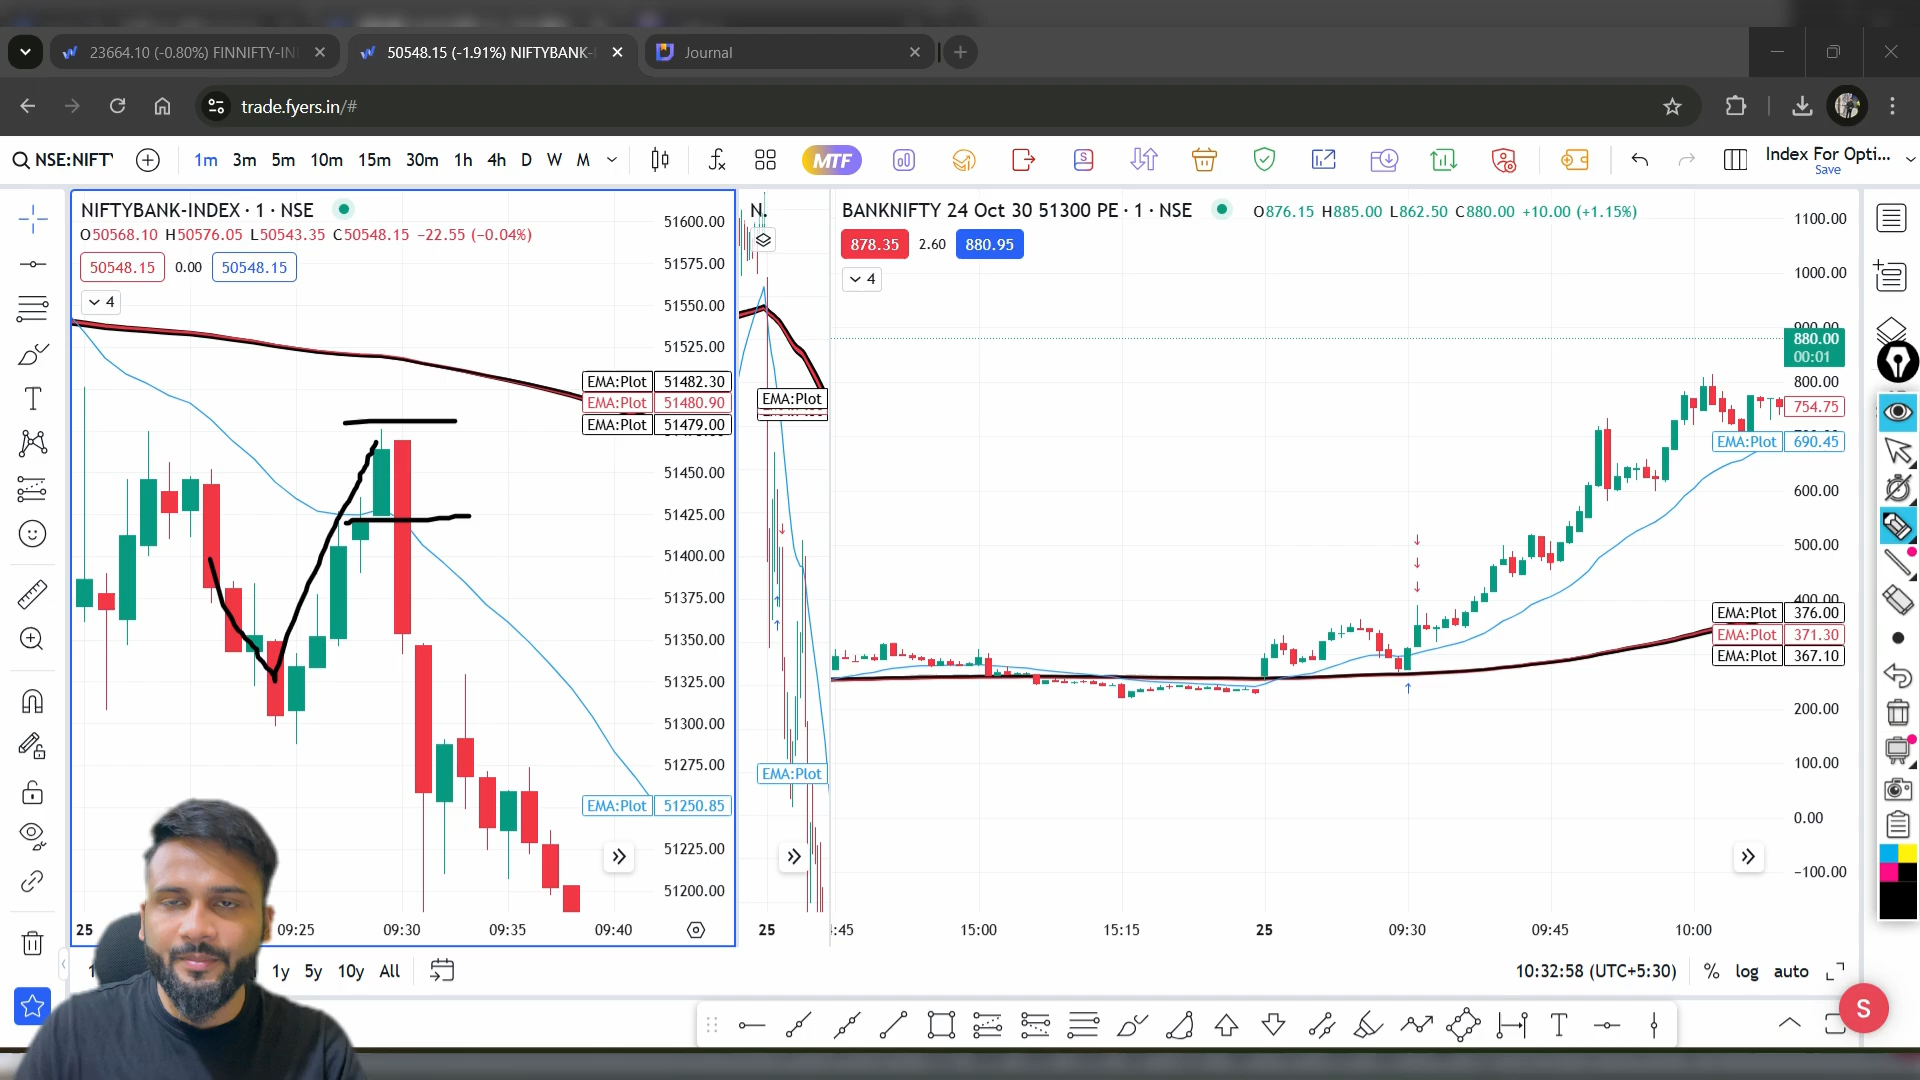 23664.10 (-0.80%) FINNIFTY-IN
50548.15 (-1.91%) NIFTYBANK-
Journal
trade.fyers.in/#
NSE:NIFTY
1m 3m 5m 10m 15m 30m 1h 4h D W M
MTF
Index For Opti...
Save
NIFTYBANK-INDEX · 1 · NSE
O50568.10 H50576.05 L50543.35 C50548.15 −22.55 (−0.04%)
50548.15 0.00 50548.15
4
51600.00
51575.00
51550.00
51525.00
EMA:Plot 51482.30
EMA:Plot 51480.90
EMA:Plot 51479.00
51450.00
51425.00
51400.00
51375.00
51350.00
51325.00
51300.00
51275.00
EMA:Plot 51250.85
51225.00
51200.00
25 09:25 09:30 09:35 09:40
N.
EMA:Plot
EMA:Plot
25
BANKNIFTY 24 Oct 30 51300 PE · 1 · NSE
O876.15 H885.00 L862.50 C880.00 +10.00 (+1.15%)
878.35 2.60 880.95
4
1100.00
1000.00
900.00
880.00
00:01
800.00
754.75
EMA:Plot 690.45
600.00
500.00
400.00
EMA:Plot 376.00
EMA:Plot 371.30
EMA:Plot 367.10
200.00
100.00
0.00
−100.00
:45 15:00 15:15 25 09:30 09:45 10:00
1y 5y 10y All
10:32:58 (UTC+5:30) % log auto
S